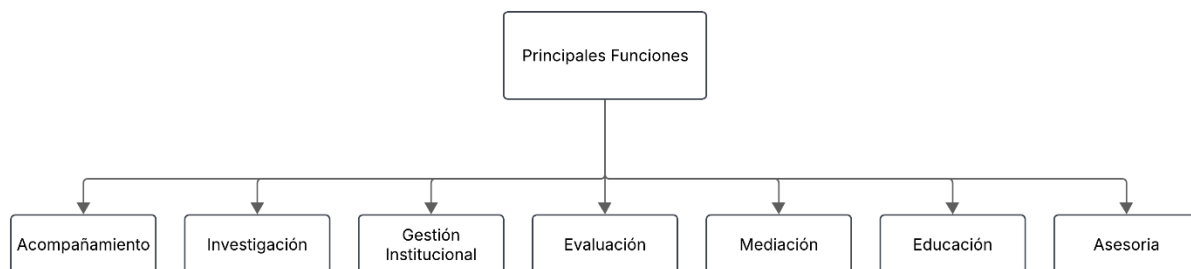 Principales Funciones
Acompañamiento
Investigación
Gestión
Institucional
Evaluación
Mediación
Educación
Asesoria